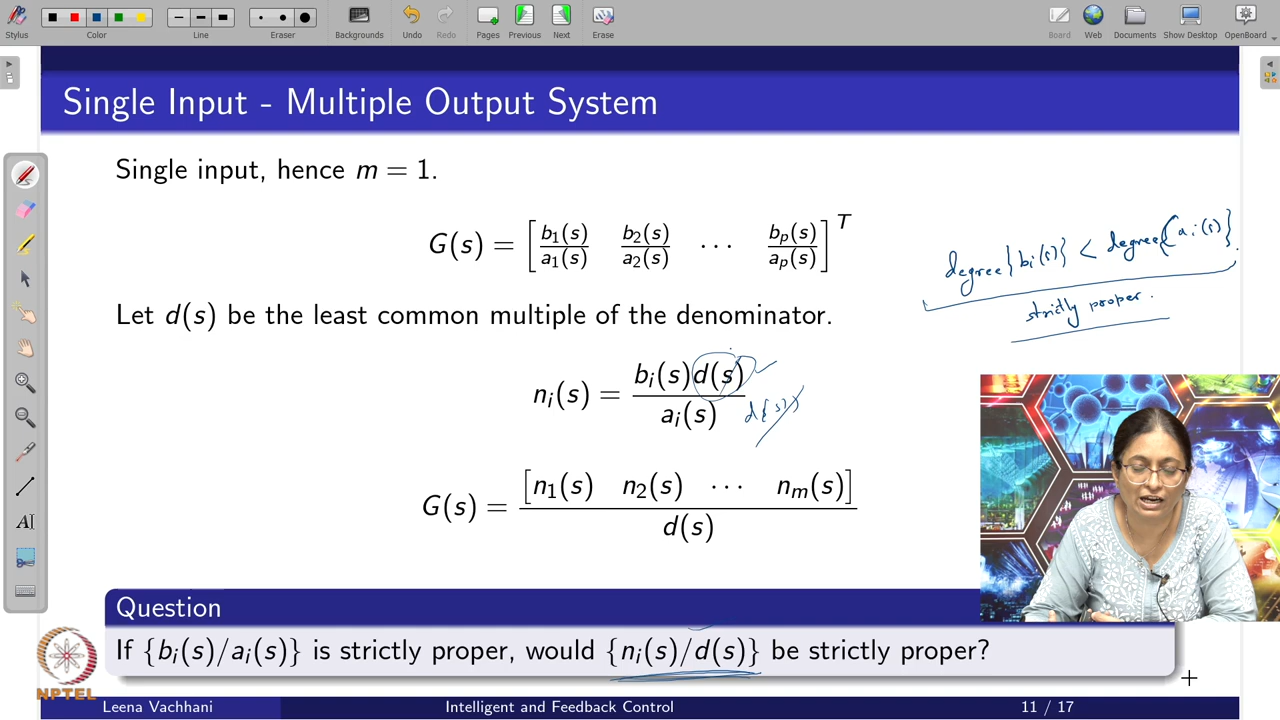 Stylus Color Line Eraser Backgrounds Undo Redo Pages Previous Next Erase Board Web Documents Show Desktop OpenBoard
Single Input - Multiple Output System
Single input, hence m = 1.
G(s) = [b₁(s)/a₁(s) b₂(s)/a₂(s) ⋯ bₚ(s)/aₚ(s)]ᵀ
degree{bᵢ(s)} < degree{aᵢ(s)}.
strictly proper.
Let d(s) be the least common multiple of the denominator.
nᵢ(s) = bᵢ(s)d(s)/aᵢ(s) d(s)
G(s) = [n₁(s) n₂(s) ⋯ nₘ(s)]/d(s)
Question
If {bᵢ(s)/aᵢ(s)} is strictly proper, would {nᵢ(s)/d(s)} be strictly proper?
NPTEL
Leena Vachhani Intelligent and Feedback Control 11 / 17